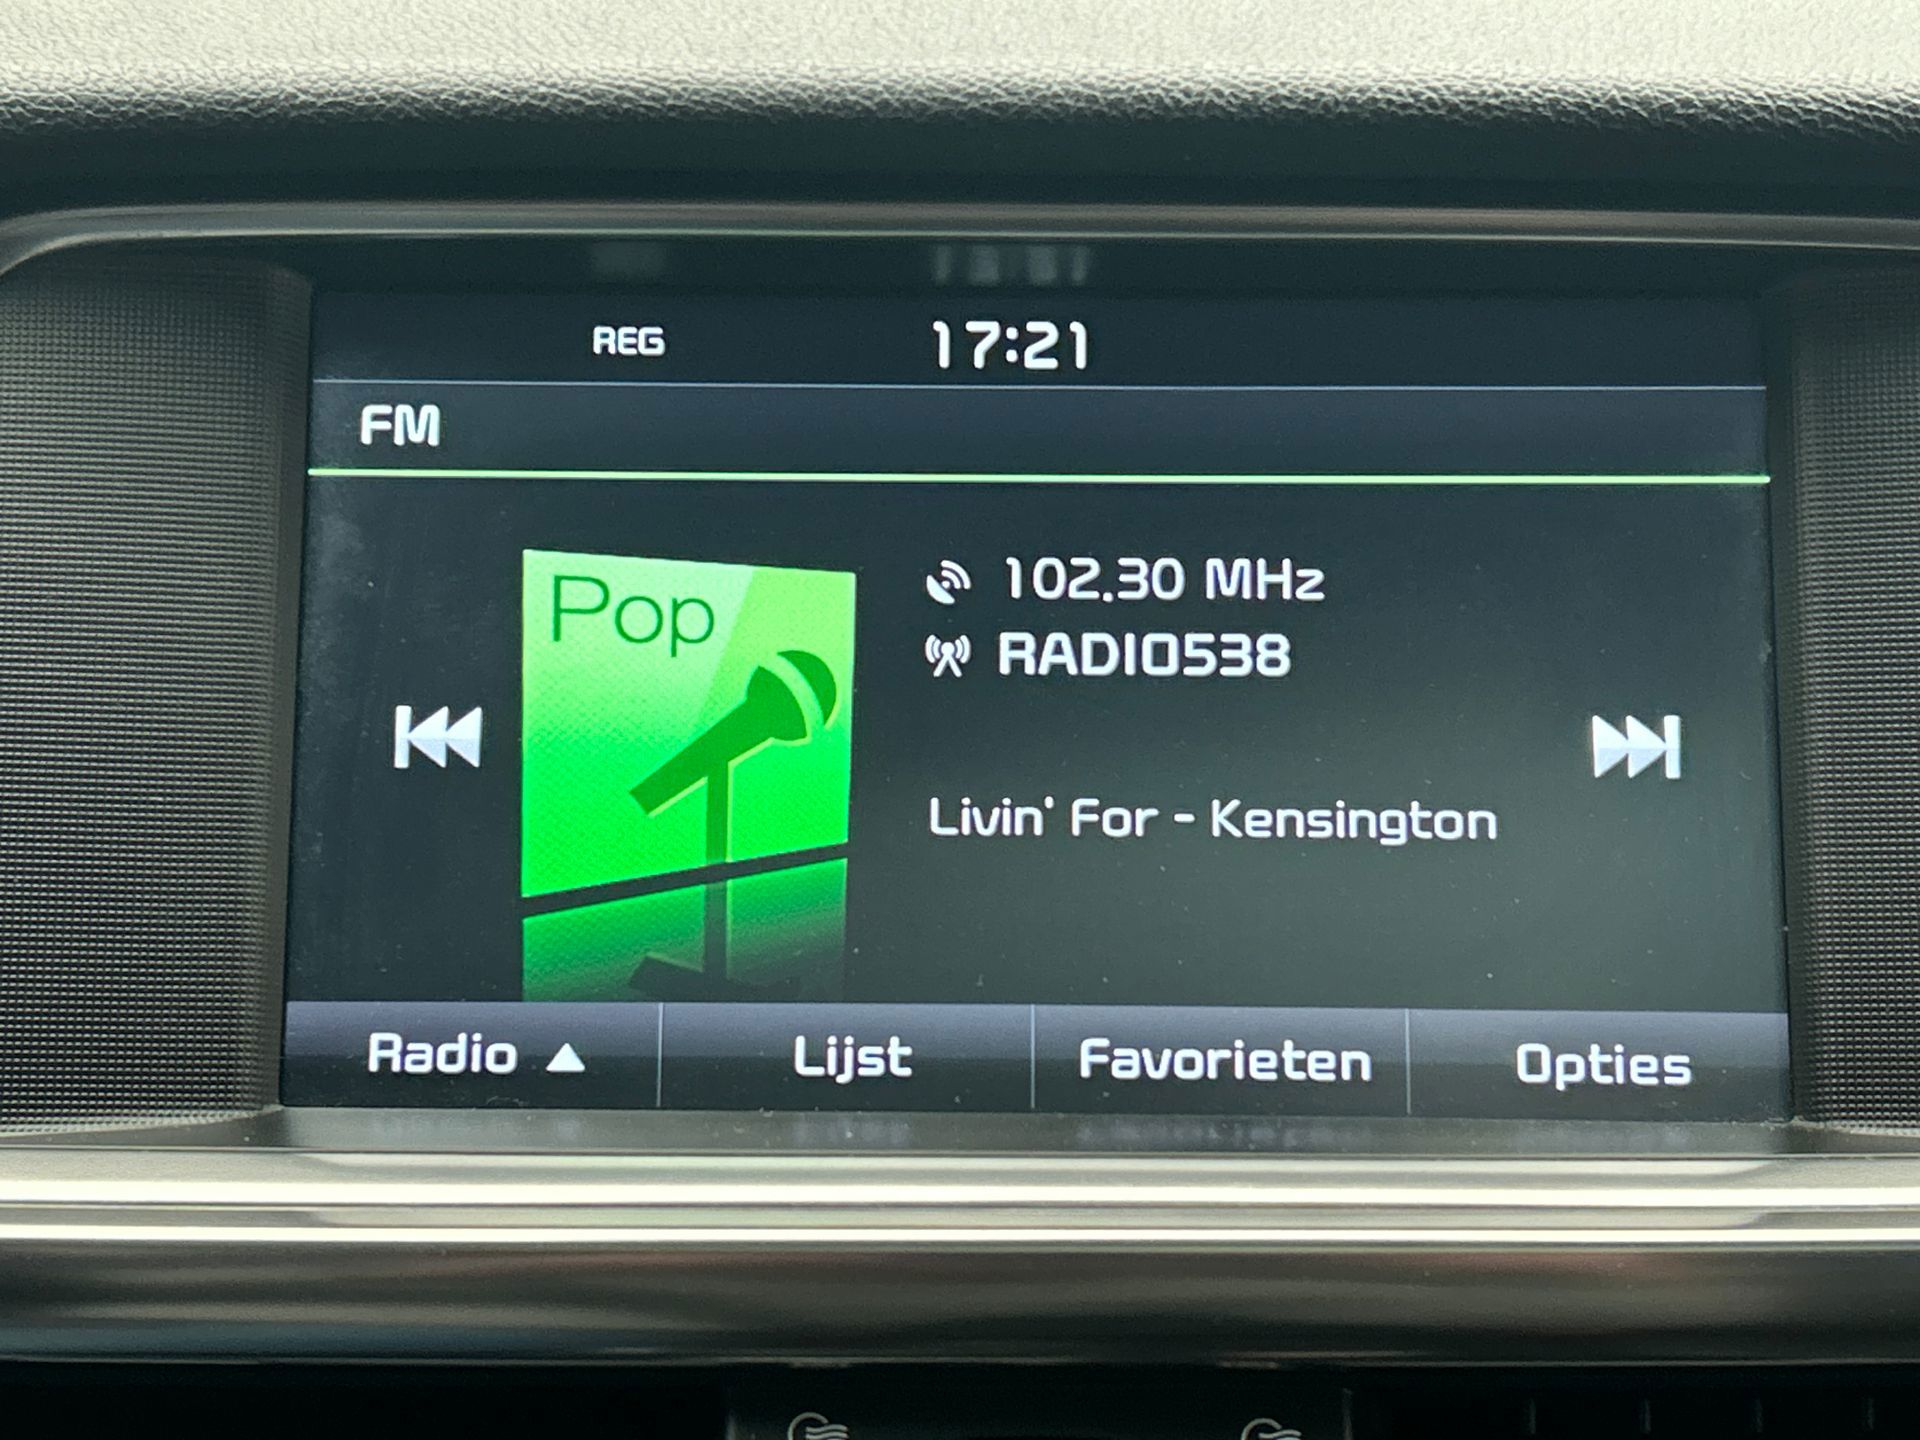 REG 17:21
FM
Pop
102.30 MHz
RADIO538
Livin' For - Kensington
Radio ▲ Lijst Favorieten Opties